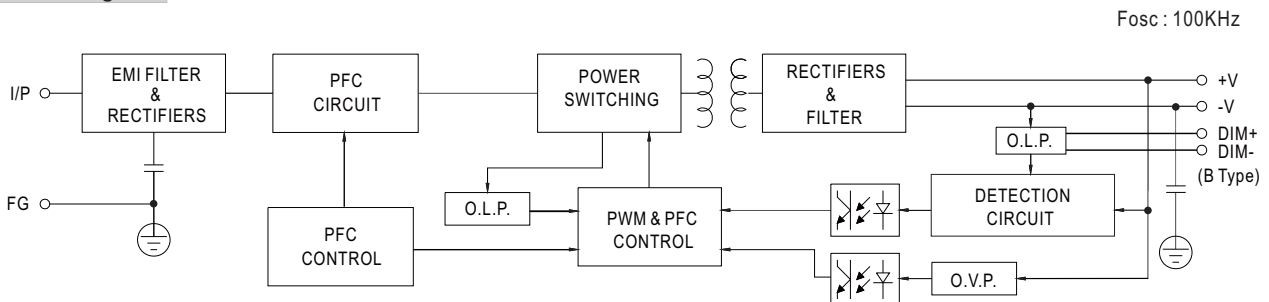 Fosc : 100KHz
EMI FILTER
&
RECTIFIERS
PFC
CIRCUIT
POWER
SWITCHING
RECTIFIERS
&
FILTER
I/P
+V
-V
O.L.P.
DIM+
DIM-
(B Type)
FG
O.L.P.
PFC
CONTROL
PWM & PFC
CONTROL
DETECTION
CIRCUIT
O.V.P.